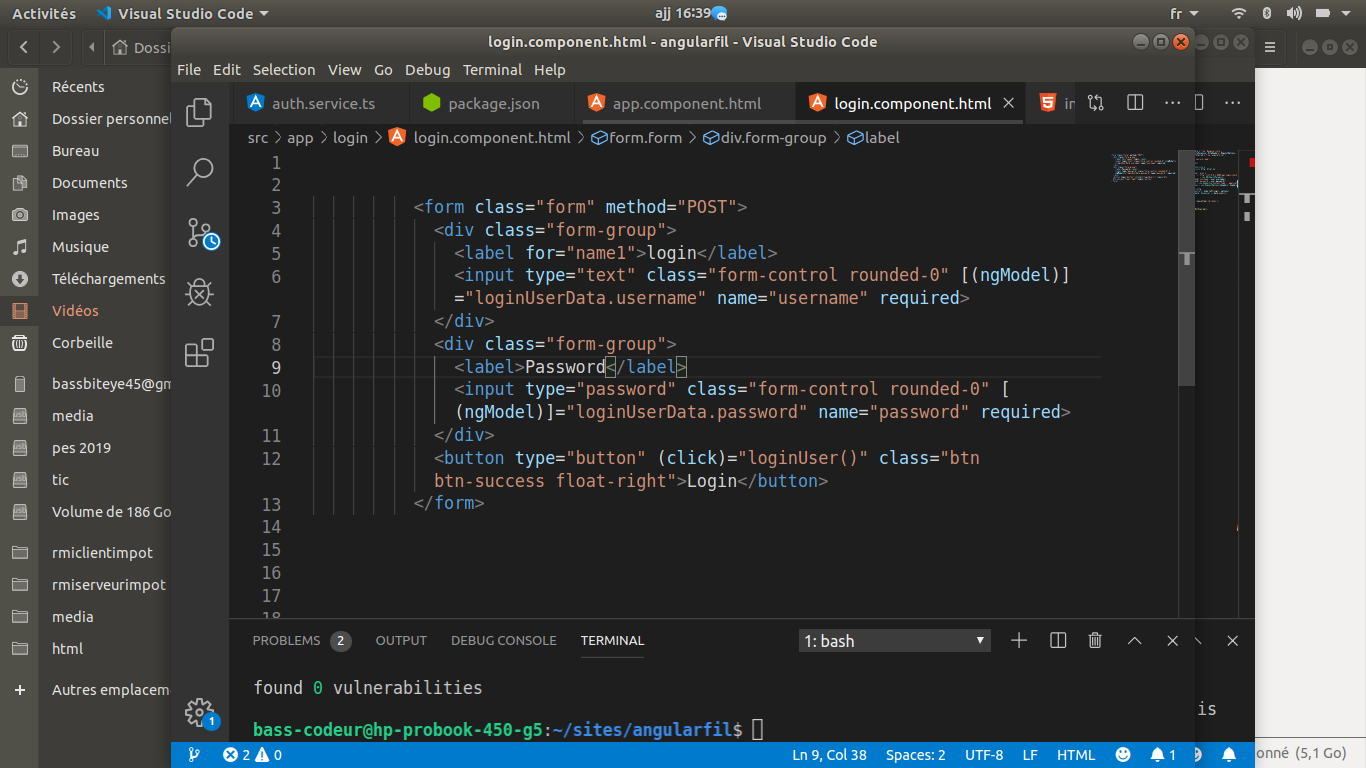 Activités Visual Studio Code ajj 16:39 fr
Dossi
login.component.html - angularfil - Visual Studio Code
File Edit Selection View Go Debug Terminal Help
Récents
Dossier personnel
Bureau
Documents
Images
Musique
Téléchargements
Vidéos
Corbeille
bassbiteye45@gm
media
pes 2019
tic
Volume de 186 Go
rmiclientimpot
rmiserveurimpot
media
html
Autres emplacem
auth.service.ts package.json app.component.html login.component.html in
src > app > login > login.component.html > form.form > div.form-group > label
1
2
3 <form class="form" method="POST">
4 <div class="form-group">
5 <label for="name1">login</label>
6 <input type="text" class="form-control rounded-0" [(ngModel)]
="loginUserData.username" name="username" required>
7 </div>
8 <div class="form-group">
9 <label>Password</label>
10 <input type="password" class="form-control rounded-0" [
(ngModel)]="loginUserData.password" name="password" required>
11 </div>
12 <button type="button" (click)="loginUser()" class="btn
btn-success float-right">Login</button>
13 </form>
14
15
16
17
18
PROBLEMS 2 OUTPUT DEBUG CONSOLE TERMINAL 1: bash
found 0 vulnerabilities
bass-codeur@hp-probook-450-g5:~/sites/angularfil$
is
1
2 0 Ln 9, Col 38 Spaces: 2 UTF-8 LF HTML 1
onné (5,1 Go)